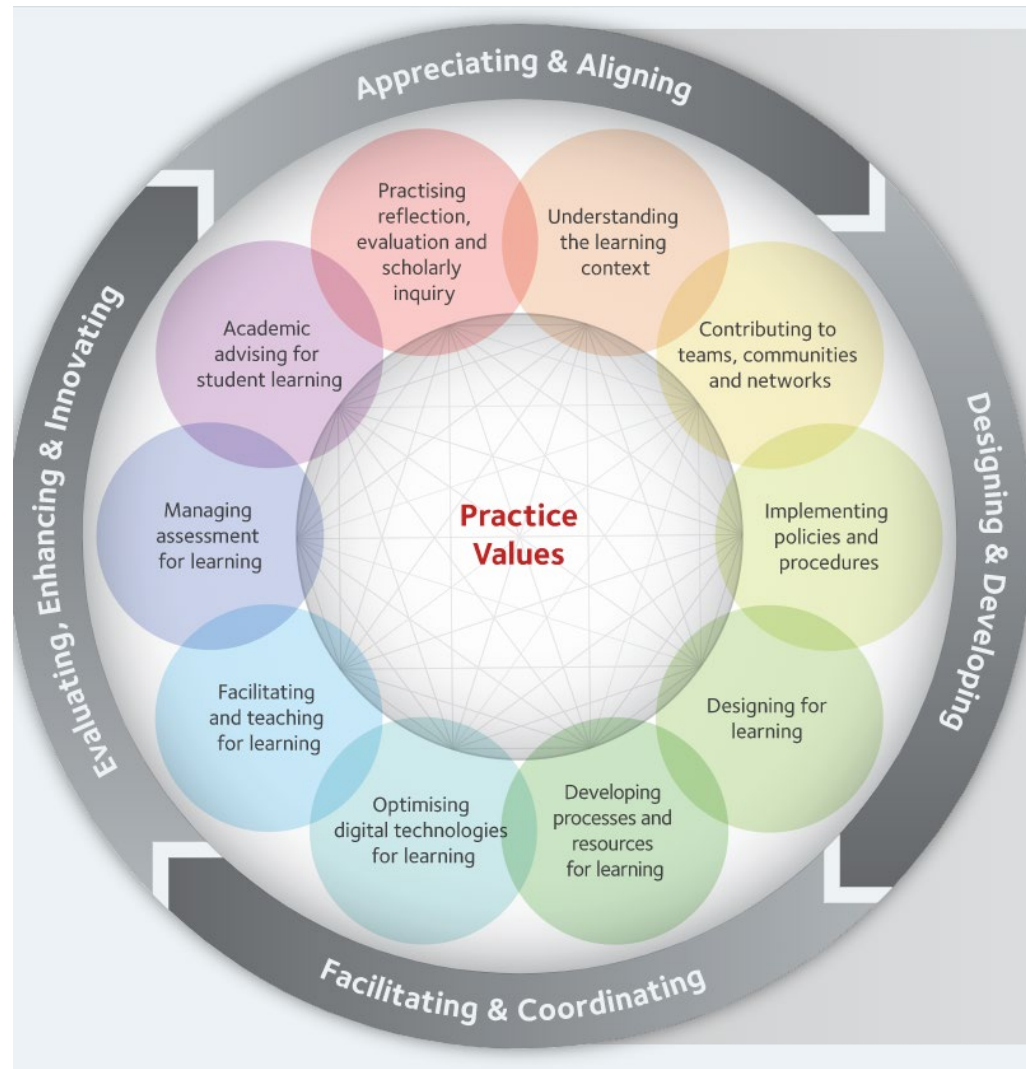 Appreciating & Aligning
Practising
reflection,
evaluation and
scholarly
inquiry
Understanding
the learning
context
Contributing to
teams, communities
and networks
Implementing
policies and
procedures
Designing for
learning
Developing
processes and
resources
for learning
Optimising
digital technologies
for learning
Facilitating
and teaching
for learning
Managing
assessment
for learning
Academic
advising for
student learning
Practice
Values
Designing & Developing
Facilitating & Coordinating
Evaluating, Enhancing & Innovating